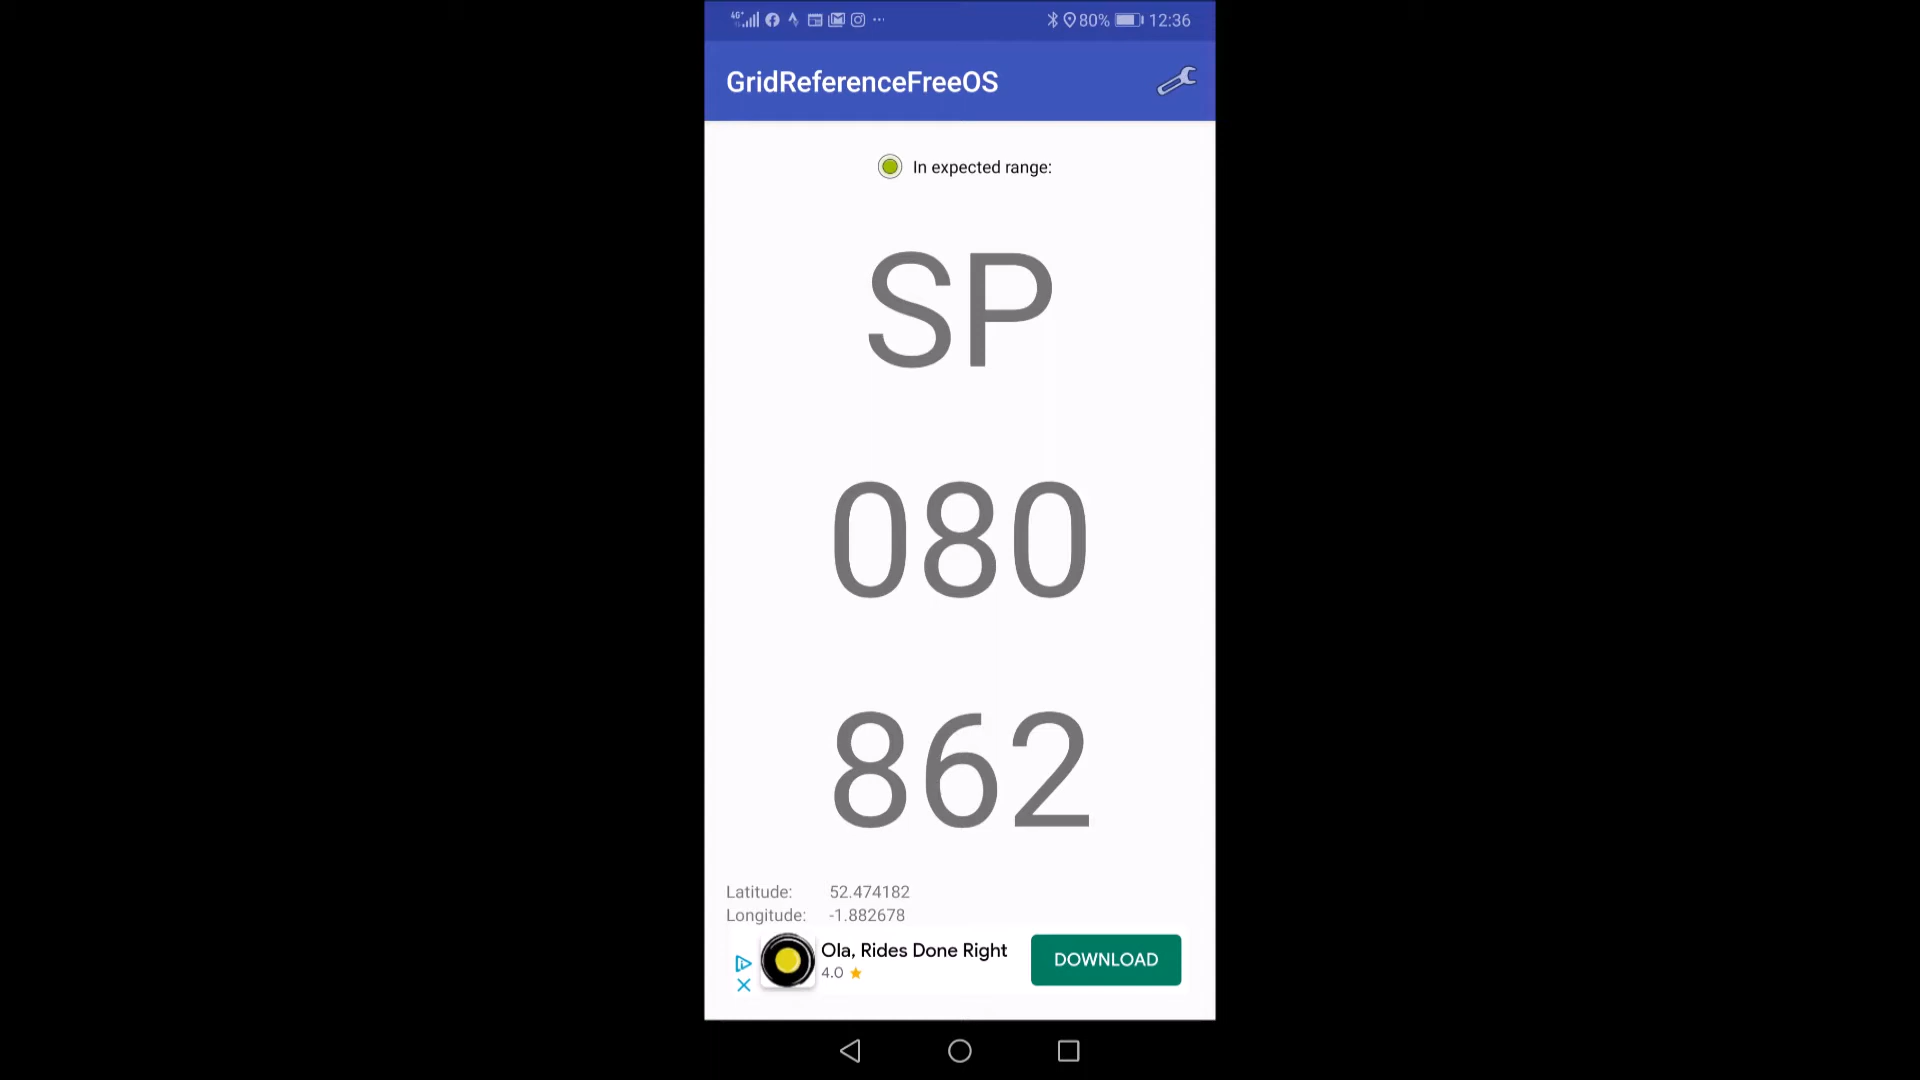 4G+ 80% 12:36
GridReferenceFreeOS
In expected range:
SP
080
862
Latitude: 52.474182
Longitude: -1.882678
Ola, Rides Done Right
4.0
DOWNLOAD